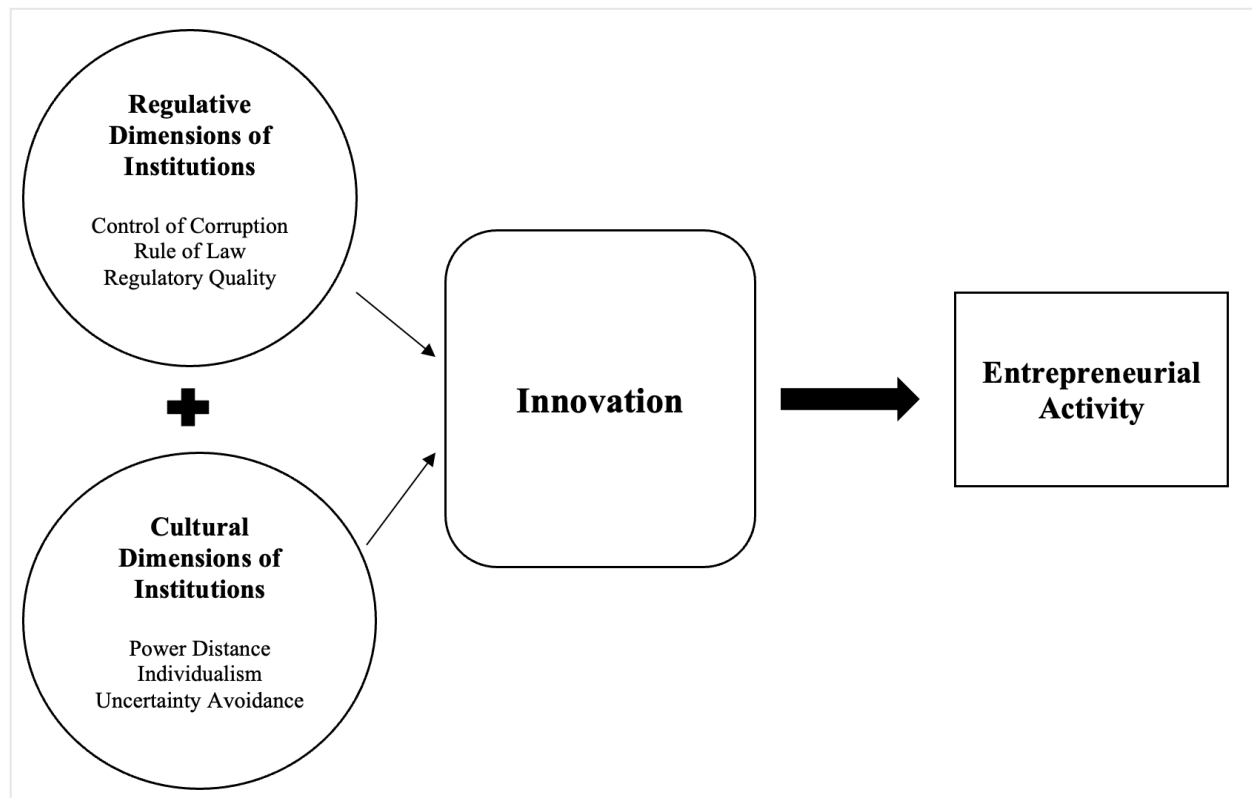 Regulative
Dimensions of
Institutions
Control of Corruption
Rule of Law
Regulatory Quality
Cultural
Dimensions of
Institutions
Power Distance
Individualism
Uncertainty Avoidance
Innovation
Entrepreneurial
Activity